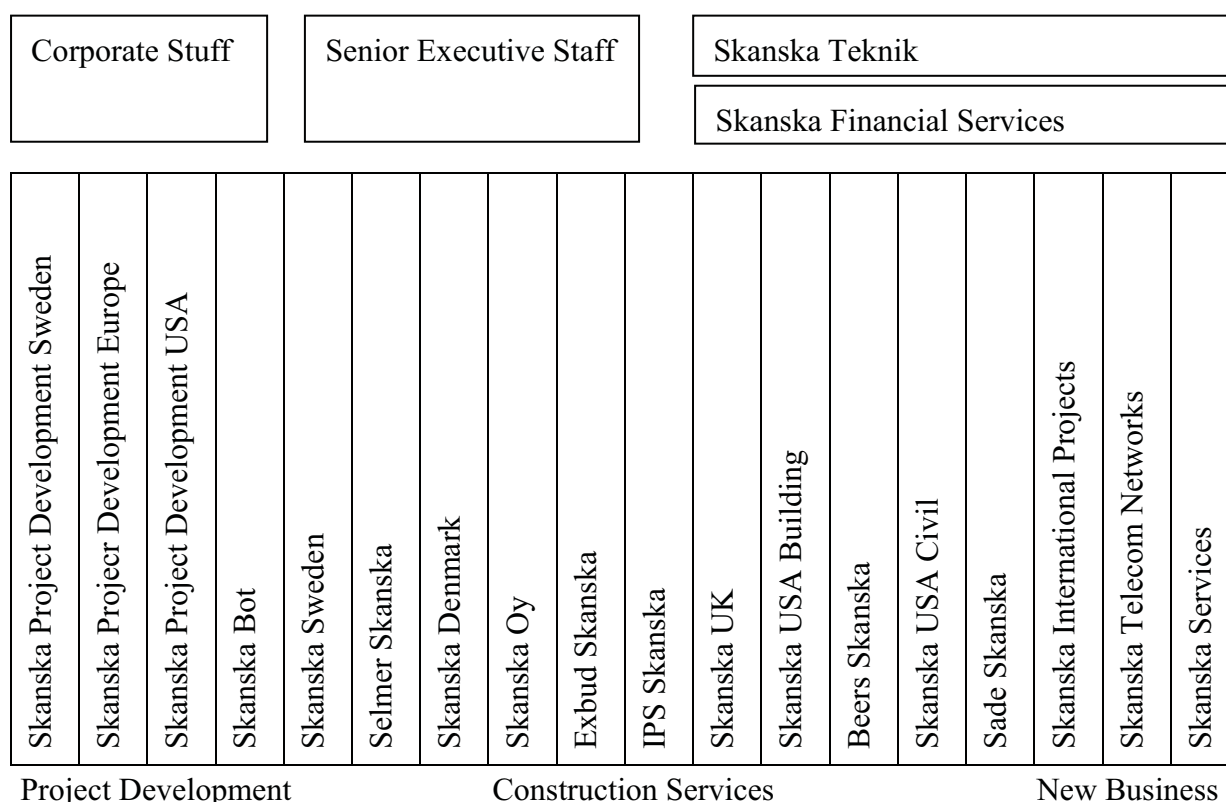 Corporate Stuff
Senior Executive Staff
Skanska Teknik
Skanska Financial Services
Skanska Project Development Sweden
Skanska Projecr Development Europe
Skanska Project Development USA
Skanska Bot
Skanska Sweden
Selmer Skanska
Skanska Denmark
Skanska Oy
Exbud Skanska
IPS Skanska
Skanska UK
Skanska USA Building
Beers Skanska
Skanska USA Civil
Sade Skanska
Skanska International Projects
Skanska Telecom Networks
Skanska Services
Project Development
Construction Services
New Business